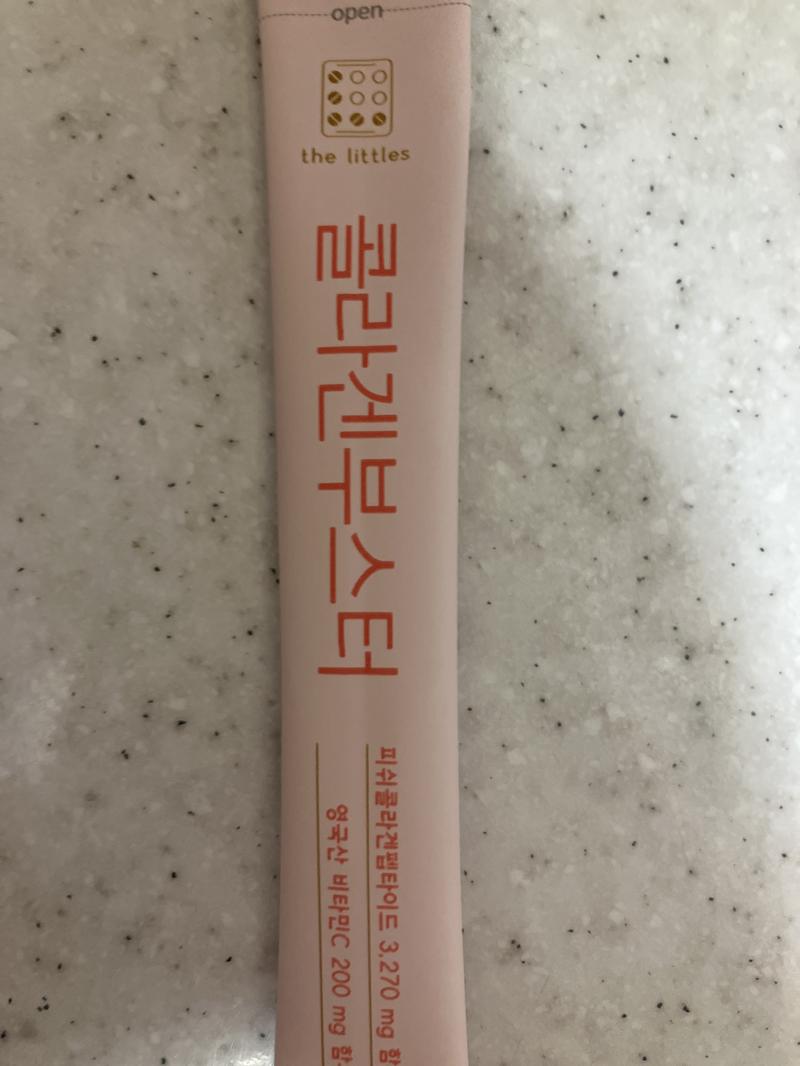 open
the littles
콜라겐부스터
피쉬콜라겐펩타이드 3,270 mg
영국산 비타민C 200 mg